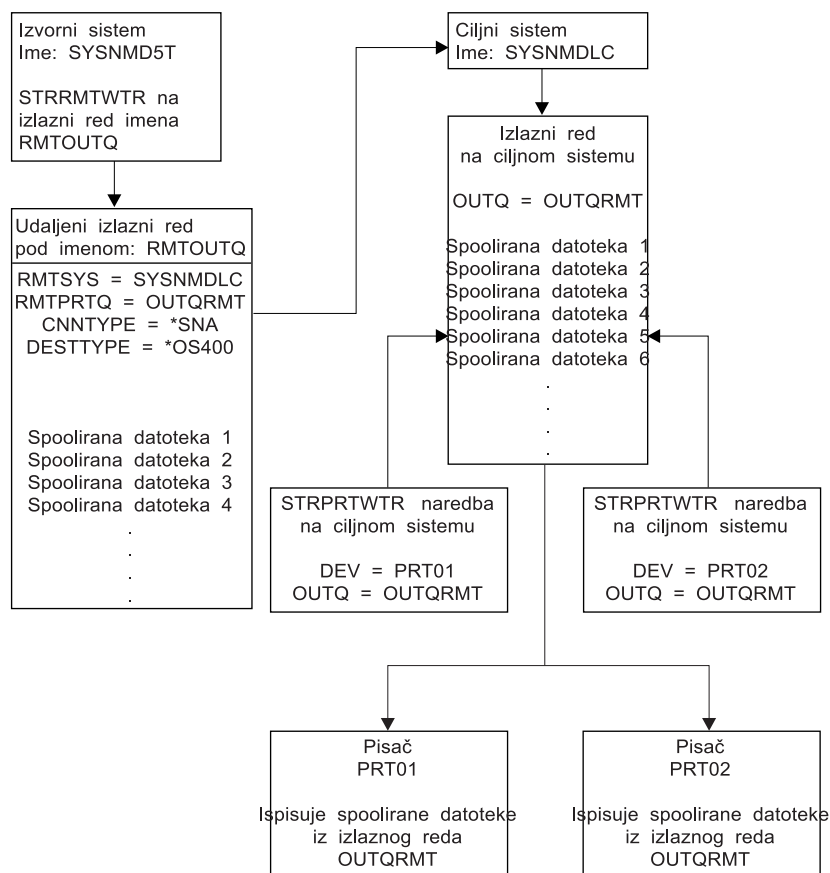 Izvorni sistem
Ime: SYSNMD5T
STRRMTWTR na
izlazni red imena
RMTOUTQ
Udaljeni izlazni red
pod imenom: RMTOUTQ
RMTSYS = SYSNMDLC
RMTPRTQ = OUTQRMT
CNNTYPE = *SNA
DESTTYPE = *OS400
Spoolirana datoteka 1
Spoolirana datoteka 2
Spoolirana datoteka 3
Spoolirana datoteka 4
.
.
.
.
Ciljni sistem
Ime: SYSNMDLC
Izlazni red
na ciljnom sistemu
OUTQ = OUTQRMT
Spoolirana datoteka 1
Spoolirana datoteka 2
Spoolirana datoteka 3
Spoolirana datoteka 4
Spoolirana datoteka 5
Spoolirana datoteka 6
.
.
.
.
STRPRTWTR naredba
na ciljnom sistemu
DEV = PRT01
OUTQ = OUTQRMT
STRPRTWTR naredba
na ciljnom sistemu
DEV = PRT02
OUTQ = OUTQRMT
Pisač
PRT01
Ispisuje spoolirane datoteke
iz izlaznog reda
OUTQRMT
Pisač
PRT02
Ispisuje spoolirane datoteke
iz izlaznog reda
OUTQRMT